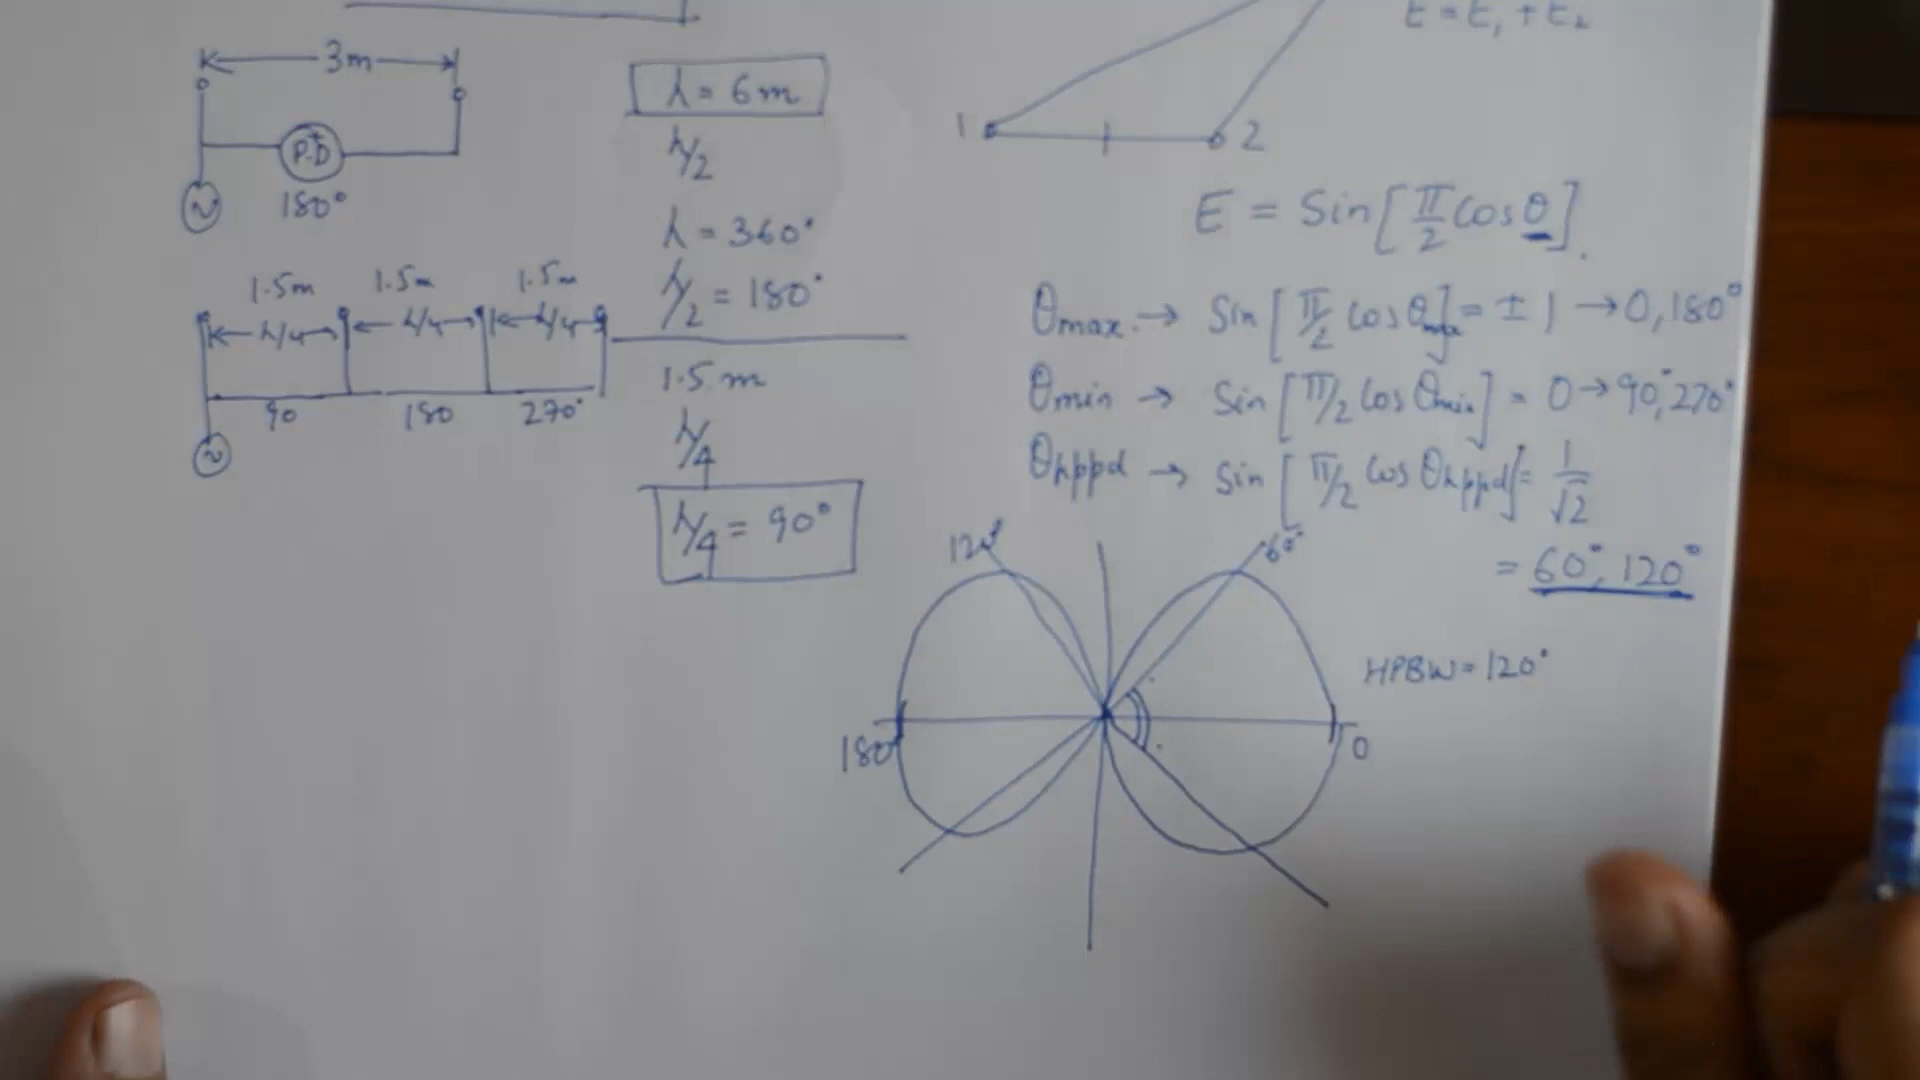 3m
P.D
180°
~
1.5m 1.5m 1.5m
λ/4 λ/4 λ/4
90 180 270°
~
λ = 6m
λ/2
λ = 360°
λ/2 = 180°
1.5 m
λ/4
λ/4 = 90°
E = E₁ + E₂
1 2
E = Sin[π/2 Cos θ].
θmax. → Sin[π/2 Cos θmax] = ±1 → 0, 180°
θmin → Sin[π/2 Cos θmin] = 0 → 90°, 270°
θhppd → Sin[π/2 Cos θhppd] = 1/√2
= 60°, 120°
120° 60°
HPBW = 120°
180° 0